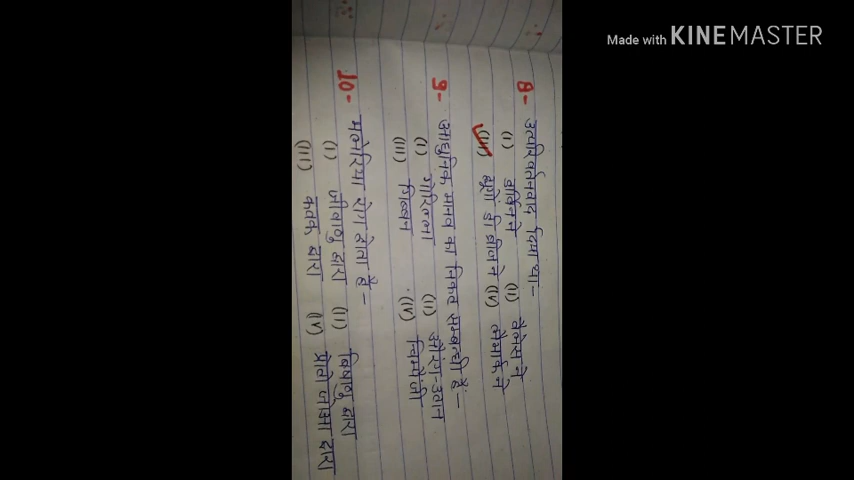 Made with KINEMASTER
8- उत्परिवर्तनवाद दिया था-
(i) डार्विन ने (ii) वेमेस ने
(iii) ह्यूगो डी ब्रीज ने (iv) लैमार्क ने
9- आधुनिक मानव का निकट सम्बन्धी है-
(i) गोरिल्ला (ii) ओरंग-उटान
(iii) गिब्बन (iv) चिम्पैंजी
10- मलेरिया रोग होता है-
(i) जीवाणु द्वारा (ii) विषाणु द्वारा
(iii) कवक द्वारा (iv) प्रोटोजोआ द्वारा